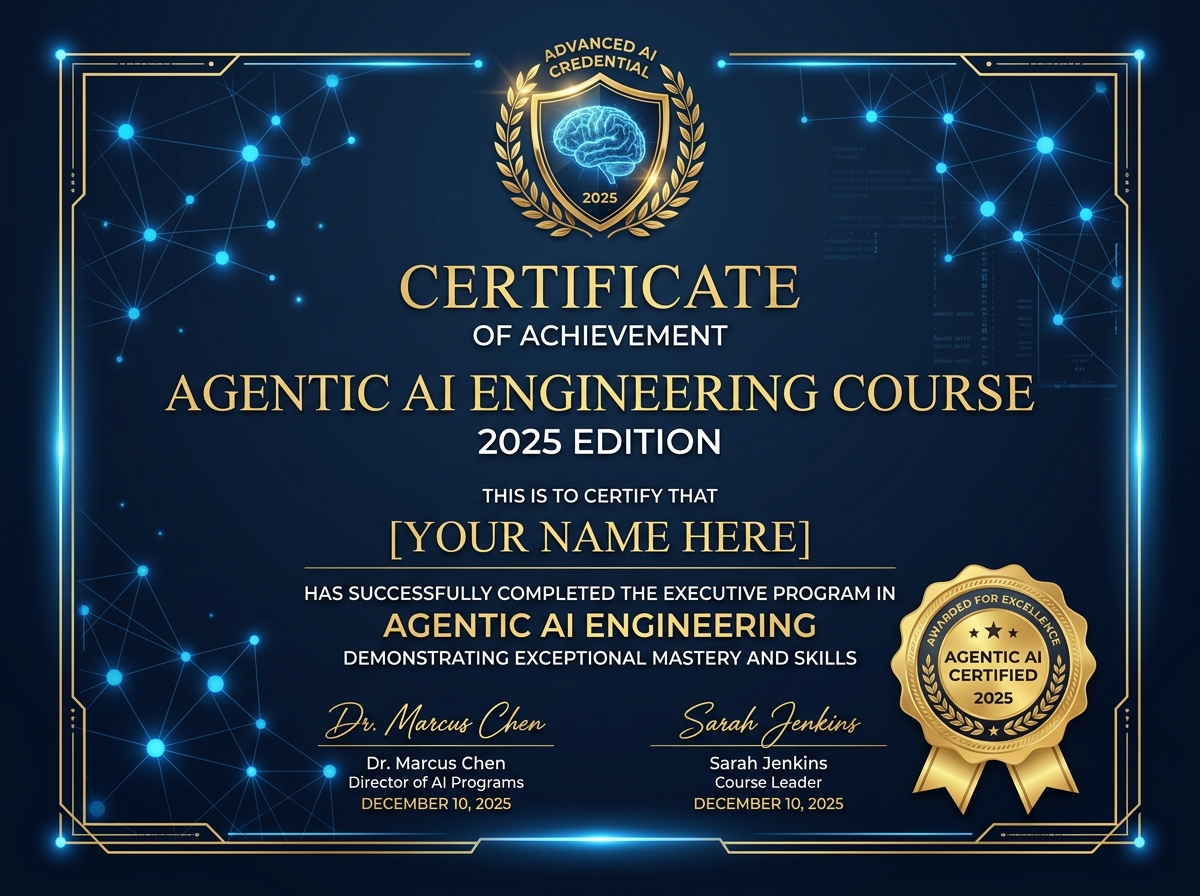 ADVANCED AI
CREDENTIAL
2025
CERTIFICATE
OF ACHIEVEMENT
AGENTIC AI ENGINEERING COURSE
2025 EDITION
THIS IS TO CERTIFY THAT
[YOUR NAME HERE]
HAS SUCCESSFULLY COMPLETED THE EXECUTIVE PROGRAM IN
AGENTIC AI ENGINEERING
DEMONSTRATING EXCEPTIONAL MASTERY AND SKILLS
AWARDED FOR EXCELLENCE
AGENTIC AI
CERTIFIED
2025
Dr. Marcus Chen
Dr. Marcus Chen
Director of AI Programs
DECEMBER 10, 2025
Sarah Jenkins
Sarah Jenkins
Course Leader
DECEMBER 10, 2025